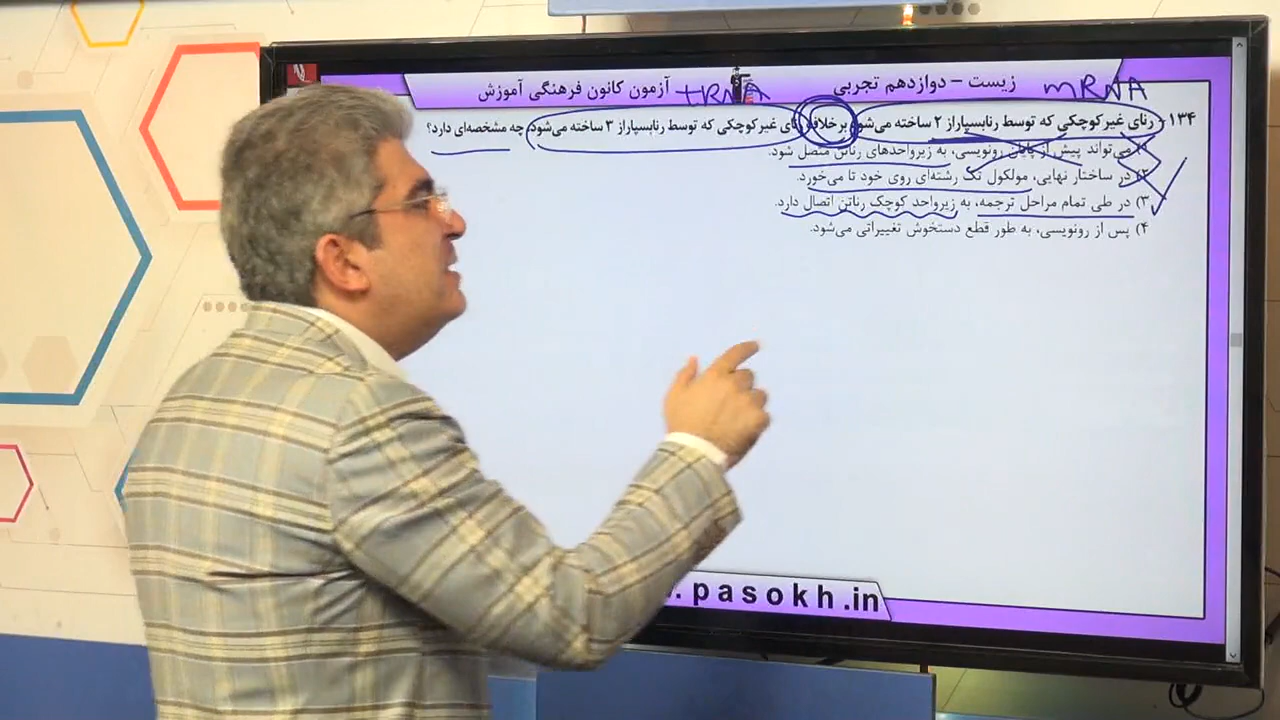 زیست - دوازدهم تجربی
آزمون کانون فرهنگی آموزش
mRNA
tRNA
۱۳۴- رنای غیرکوچکی که توسط رنابسپاراز ۲ ساخته می‌شود برخلاف رنای غیرکوچکی که توسط رنابسپاراز ۳ ساخته می‌شود، چه مشخصه‌ای دارد؟
۱) می‌تواند پیش از پایان رونویسی، به زیرواحدهای رناتن متصل شود.
۲) در ساختار نهایی، مولکول تک رشته‌ای روی خود تا می‌خورد.
۳) در طی تمام مراحل ترجمه، به زیرواحد کوچک رناتن اتصال دارد.
۴) پس از رونویسی، به طور قطع دستخوش تغییراتی می‌شود.
. pasokh.in